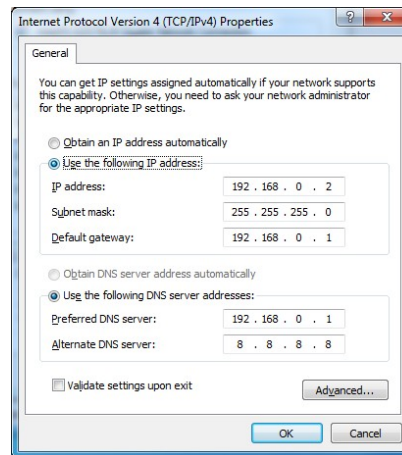 Internet Protocol Version 4 (TCP/IPv4) Properties
General
You can get IP settings assigned automatically if your network supports
this capability. Otherwise, you need to ask your network administrator
for the appropriate IP settings.
Obtain an IP address automatically
Use the following IP address:
IP address: 192 . 168 . 0 . 2
Subnet mask: 255 . 255 . 255 . 0
Default gateway: 192 . 168 . 0 . 1
Obtain DNS server address automatically
Use the following DNS server addresses:
Preferred DNS server: 192 . 168 . 0 . 1
Alternate DNS server: 8 . 8 . 8 . 8
Validate settings upon exit
Advanced...
OK Cancel